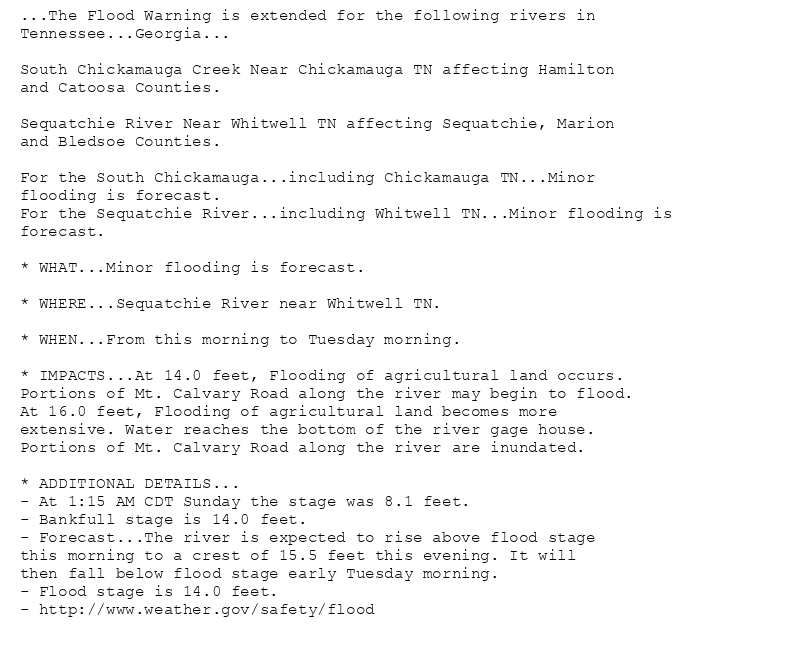 ...The Flood Warning is extended for the following rivers in
Tennessee...Georgia...
South Chickamauga Creek Near Chickamauga TN affecting Hamilton
and Catoosa Counties.
Sequatchie River Near Whitwell TN affecting Sequatchie, Marion
and Bledsoe Counties.
For the South Chickamauga...including Chickamauga TN...Minor
flooding is forecast.
For the Sequatchie River...including Whitwell TN...Minor flooding is
forecast.
* WHAT...Minor flooding is forecast.
* WHERE...Sequatchie River near Whitwell TN.
* WHEN...From this morning to Tuesday morning.
* IMPACTS...At 14.0 feet, Flooding of agricultural land occurs.
Portions of Mt. Calvary Road along the river may begin to flood.
At 16.0 feet, Flooding of agricultural land becomes more
extensive. Water reaches the bottom of the river gage house.
Portions of Mt. Calvary Road along the river are inundated.
* ADDITIONAL DETAILS...
- At 1:15 AM CDT Sunday the stage was 8.1 feet.
- Bankfull stage is 14.0 feet.
- Forecast...The river is expected to rise above flood stage
this morning to a crest of 15.5 feet this evening. It will
then fall below flood stage early Tuesday morning.
- Flood stage is 14.0 feet.
- http://www.weather.gov/safety/flood